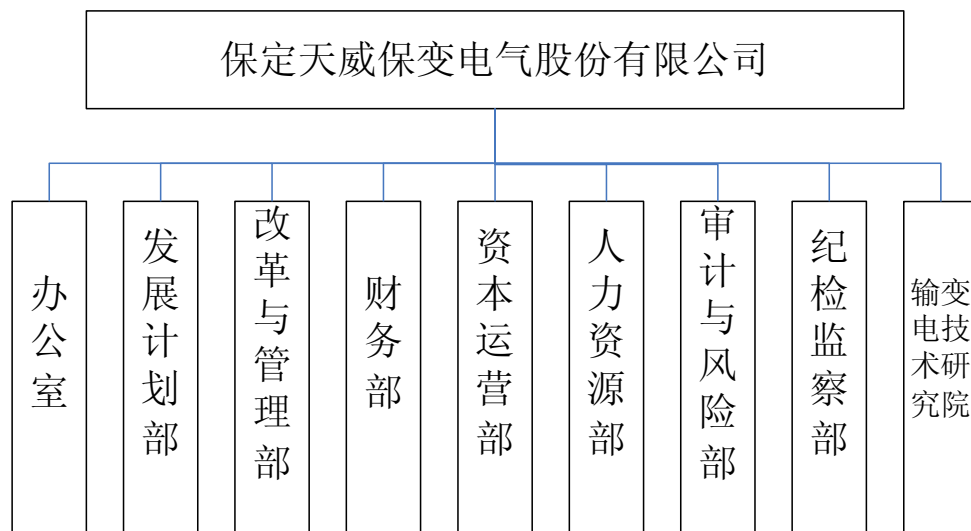 保定天威保变电气股份有限公司
办公室
发展计划部
改革与管理部
财务部
资本运营部
人力资源部
审计与风险部
纪检监察部
输变
电技
术研
究院